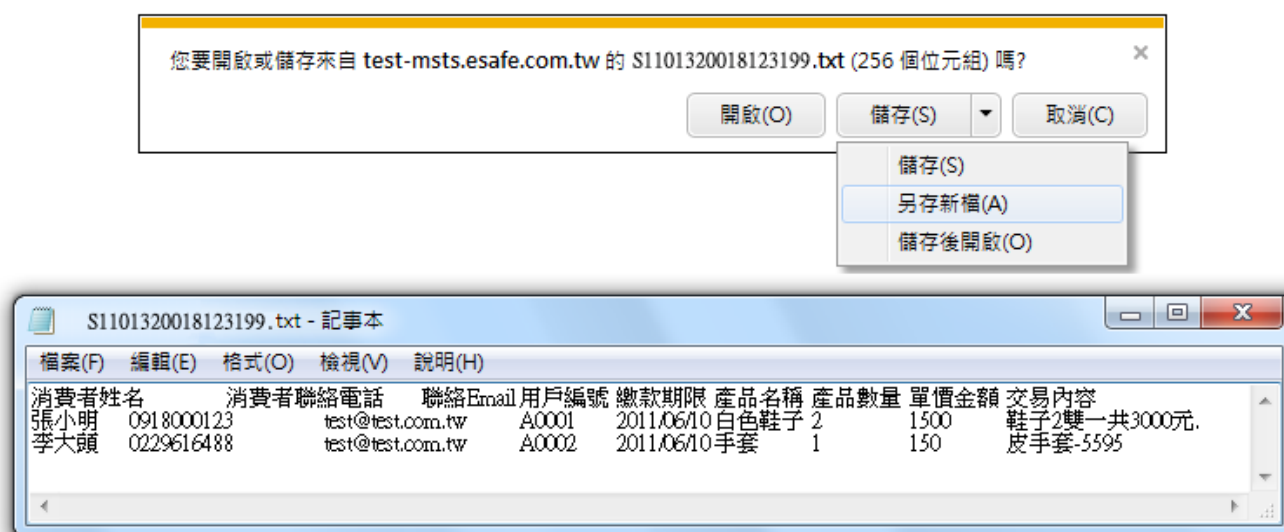 您要開啟或儲存來自 test-msts.esafe.com.tw 的 S1101320018123199.txt (256 個位元組) 嗎?
開啟(O) 儲存(S) 取消(C)
儲存(S)
另存新檔(A)
儲存後開啟(O)
S1101320018123199.txt - 記事本
檔案(F) 編輯(E) 格式(O) 檢視(V) 說明(H)
消費者姓名 消費者聯絡電話 聯絡Email 用戶編號 繳款期限 產品名稱 產品數量 單價金額 交易內容
張小明 0918000123 test@test.com.tw A0001 2011/06/10 白色鞋子 2 1500 鞋子2雙一共3000元.
李大頭 0229616488 test@test.com.tw A0002 2011/06/10 手套 1 150 皮手套-5595